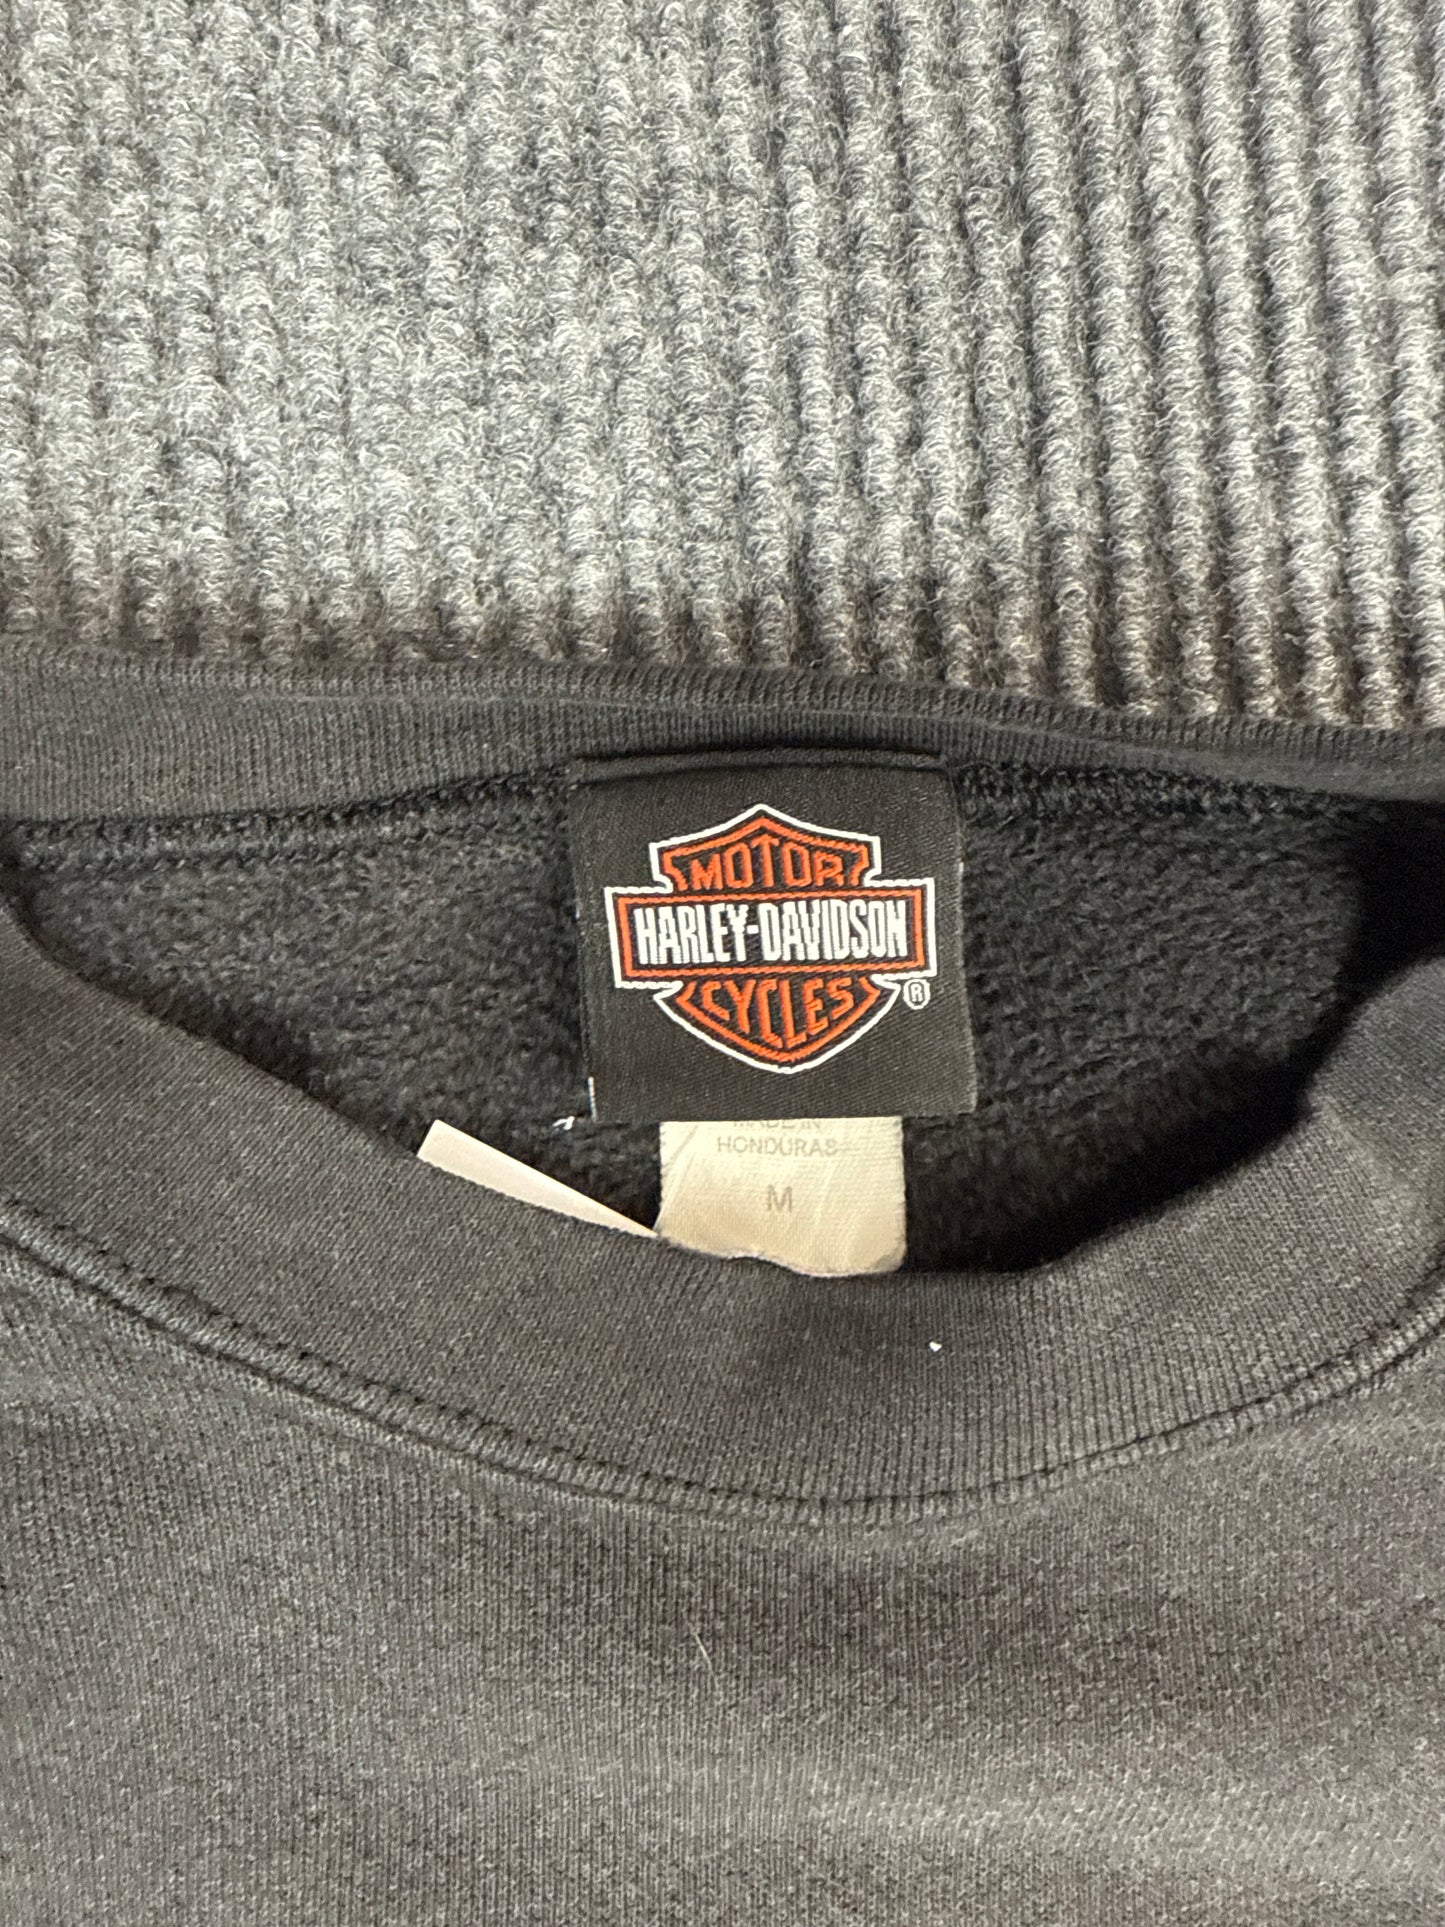 MOTOR
HARLEY-DAVIDSON
CYCLES
®
MADE IN
HONDURAS
M